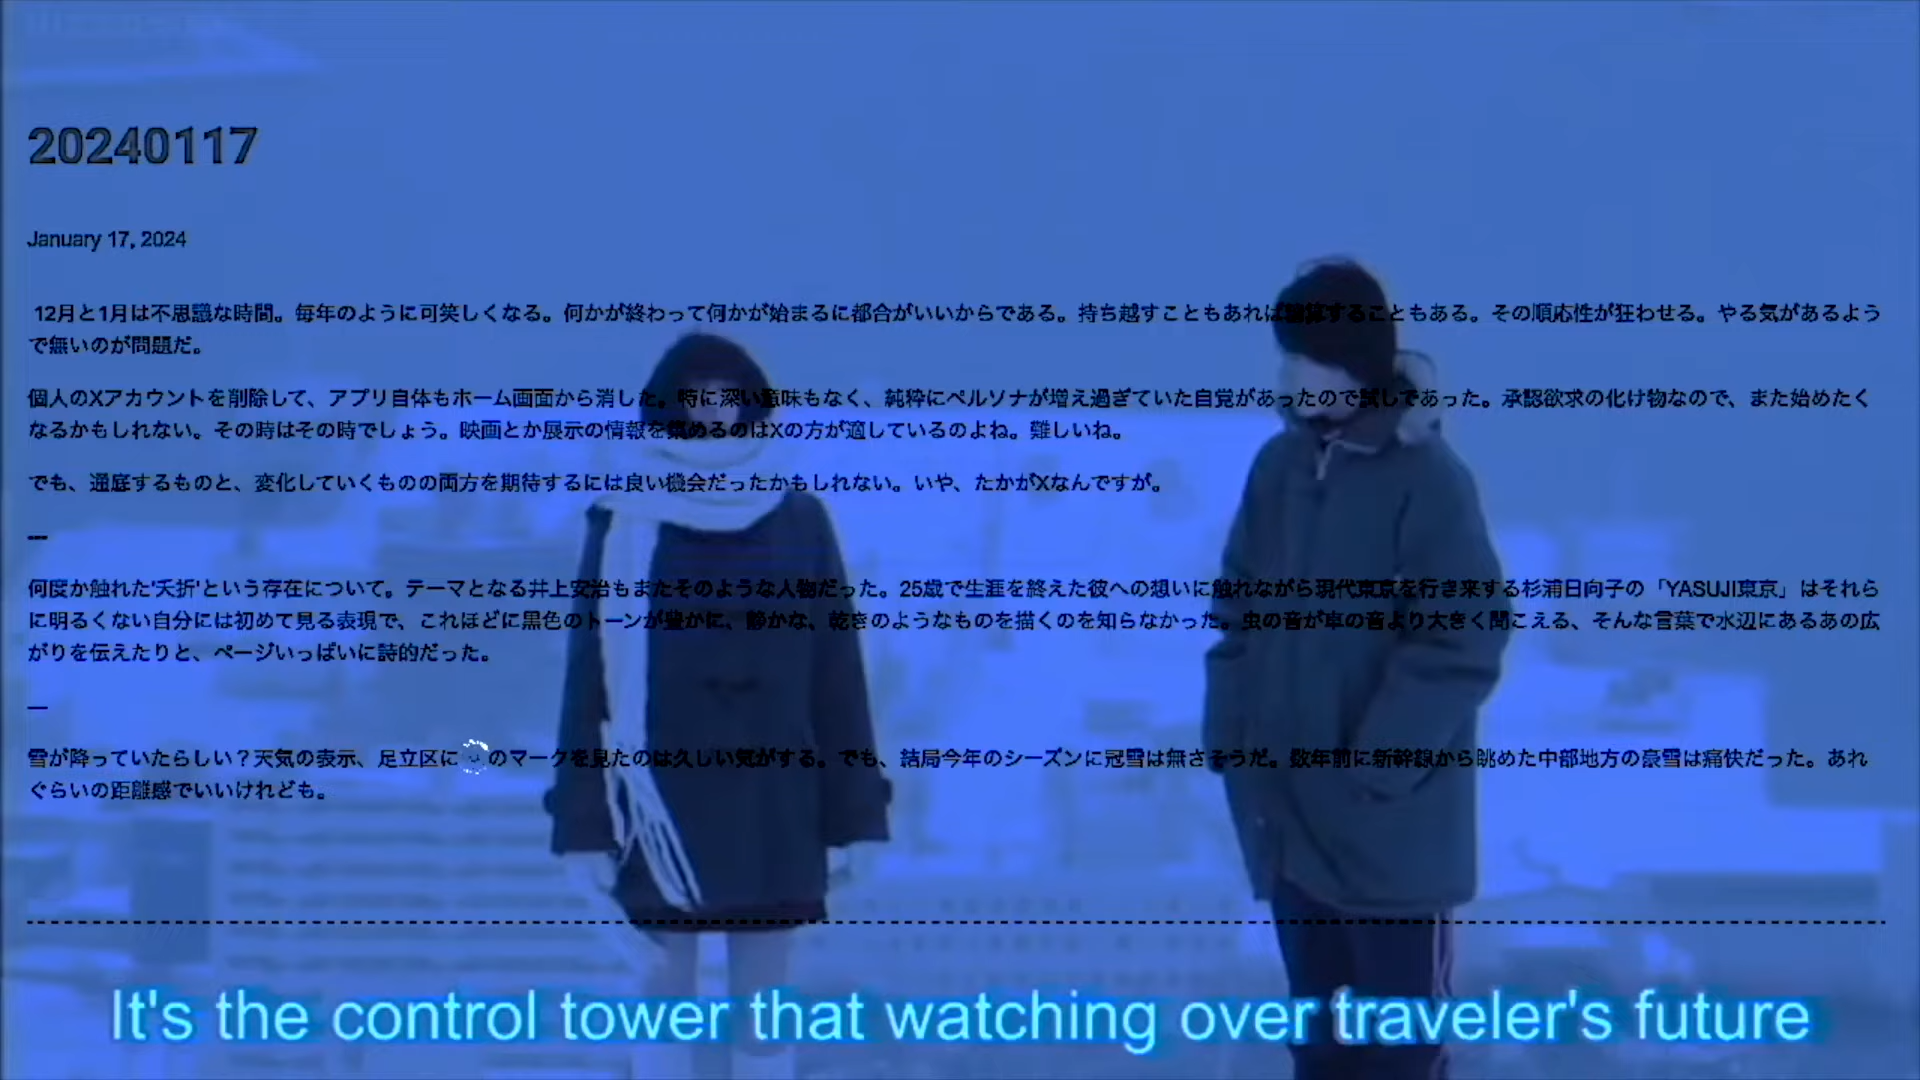 20240117
January 17, 2024
12月と1月は不思議な時間。毎年のように可笑しくなる。何かが終わって何かが始まるに都合がいいからである。持ち越すこともあれば することもある。その順応性が狂わせる。やる気があるよう
で無いのが問題だ。
個人のXアカウントを削除して、アプリ自体もホーム画面から消した。特に深い意味もなく、純粋にペルソナが増え過ぎていた自覚があったので試しであった。承認欲求の化け物なので、また始めたく
なるかもしれない。その時はその時でしょう。映画とか展示の情報を集めるのはXの方が適しているのよね。難しいね。
でも、通底するものと、変化していくものの両方を期待するには良い機会だったかもしれない。いや、たかがXなんですが。
---
何度か触れた'夭折'という存在について。テーマとなる井上安治もまたそのような人物だった。25歳で生涯を終えた彼への想いに触れながら現代東京を行き来する杉浦日向子の「YASUJI東京」はそれら
に明るくない自分には初めて見る表現で、これほどに黒色のトーンが豊かに、静かな、乾きのようなものを描くのを知らなかった。虫の音が車の音より大きく聞こえる、そんな言葉で水辺にあるあの広
がりを伝えたりと、ページいっぱいに詩的だった。
—
雪が降っていたらしい？天気の表示、足立区に のマークを見たのは久しい気がする。でも、結局今年のシーズンに冠雪は無さそうだ。数年前に新幹線から眺めた中部地方の豪雪は痛快だった。あれ
ぐらいの距離感でいいけれども。
It's the control tower that watching over traveler's future